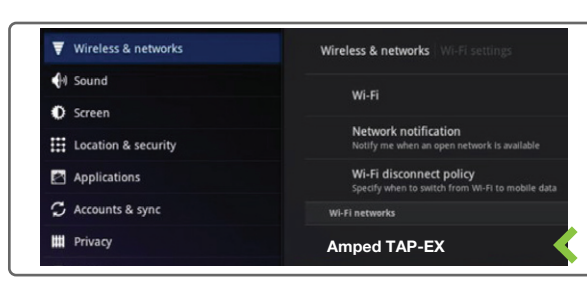 Wireless & networks
Sound
Screen
Location & security
Applications
Accounts & sync
Privacy
Wireless & networks Wi-Fi settings
Wi-Fi
Network notification
Notify me when an open network is available
Wi-Fi disconnect policy
Specify when to switch from Wi-Fi to mobile data
Wi-Fi networks
Amped TAP-EX